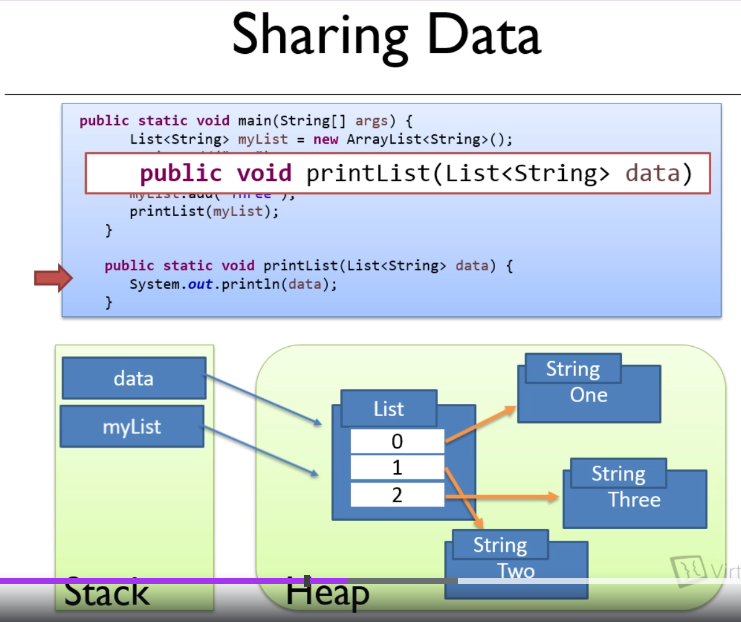 Sharing Data
public static void main(String[] args) {
List<String> myList = new ArrayList<String>();
public void printList(List<String> data)
myList.add("Three");
printList(myList);
}
public static void printList(List<String> data) {
System.out.println(data);
}
data
myList
List
0
1
2
String
One
String
Three
String
Two
Stack
Heap